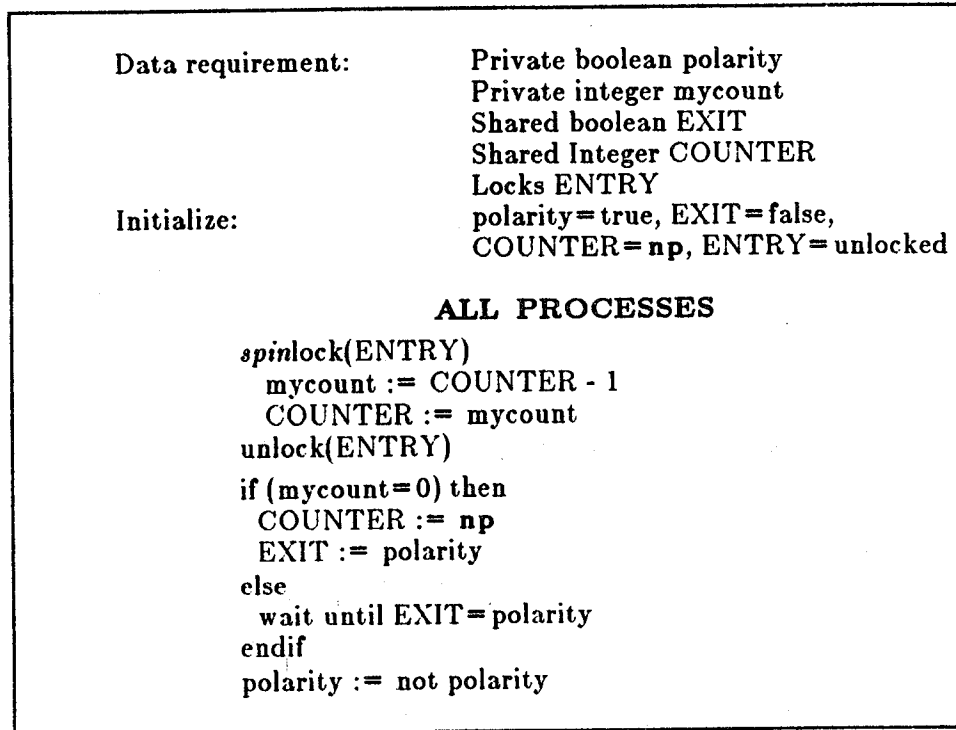 Data requirement: Private boolean polarity
Private integer mycount
Shared boolean EXIT
Shared Integer COUNTER
Locks ENTRY
Initialize: polarity=true, EXIT=false,
COUNTER=np, ENTRY=unlocked
ALL PROCESSES
spinlock(ENTRY)
mycount := COUNTER - 1
COUNTER := mycount
unlock(ENTRY)
if (mycount=0) then
COUNTER := np
EXIT := polarity
else
wait until EXIT=polarity
endif
polarity := not polarity